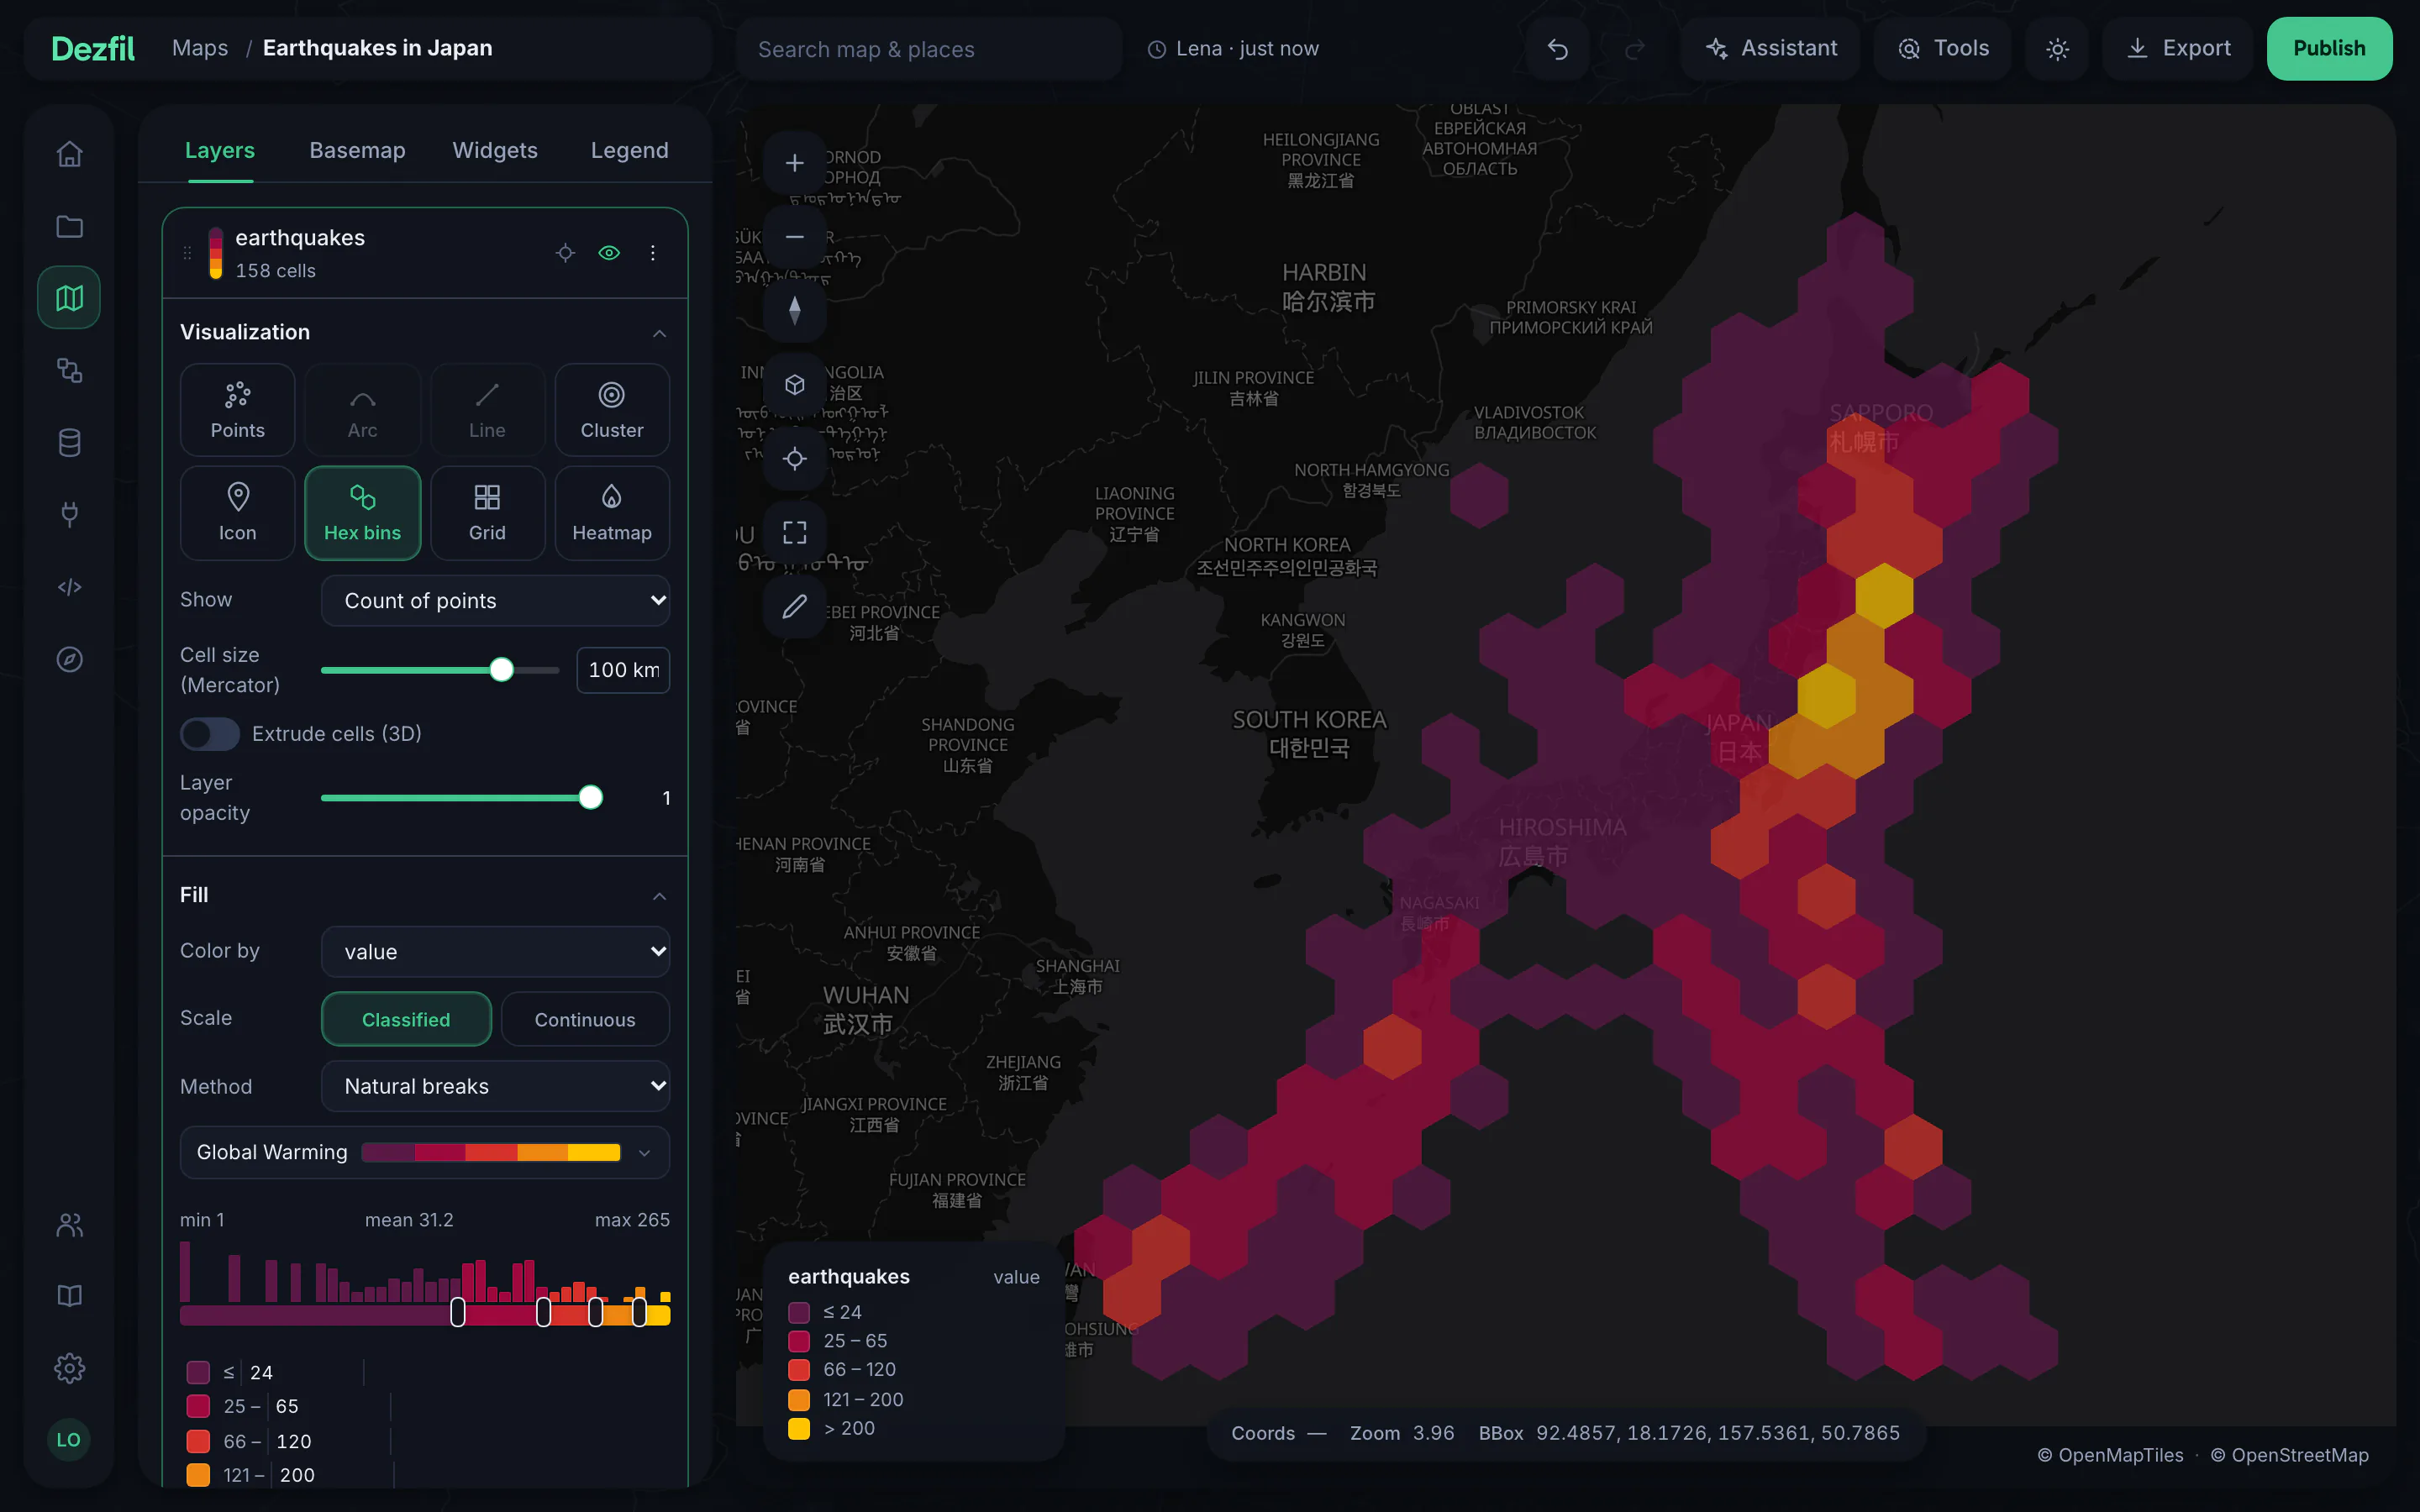 Dezfil
Maps / Earthquakes in Japan
Search map & places
Lena · just now
Assistant
Tools
Export
Publish
Layers
Basemap
Widgets
Legend
earthquakes
158 cells
Visualization
Points
Arc
Line
Cluster
Icon
Hex bins
Grid
Heatmap
Show
Count of points
Cell size
(Mercator)
100 km
Extrude cells (3D)
Layer
opacity
1
Fill
Color by
value
Scale
Classified
Continuous
Method
Natural breaks
Global Warming
min 1
mean 31.2
max 265
≤ 24
25 – 65
66 – 120
121 – 200
LO
OBLAST
ЕВРЕЙСКАЯ
АВТОНОМНАЯ
ОБЛАСТЬ
HEILONGJIANG
PROVINCE
黑龙江省
HARBIN
哈尔滨市
PRIMORSKY KRAI
ПРИМОРСКИЙ КРАЙ
JILIN PROVINCE
吉林省
VLADIVOSTOK
ВЛАДИВОСТОК
SAPPORO
札幌市
NORTH HAMGYONG
함경북도
LIAONING
PROVINCE
辽宁省
NORTH KOREA
조선민주주의인민공화국
EBEI PROVINCE
河北省
KANGWON
강원도
SOUTH KOREA
대한민국
OVINCE
省
SHANDONG
PROVINCE
山东省
JAPAN
日本
HIROSHIMA
広島市
HENAN PROVINCE
河南省
NAGASAKI
長崎市
ANHUI PROVINCE
安徽省
SHANGHAI
上海市
WUHAN
武汉市
ZHEJIANG
浙江省
JIANGXI PROVINCE
江西省
FUJIAN PROVINCE
福建省
earthquakes
value
≤ 24
25 – 65
66 – 120
121 – 200
> 200
Coords — Zoom 3.96 BBox 92.4857, 18.1726, 157.5361, 50.7865
© OpenMapTiles · © OpenStreetMap